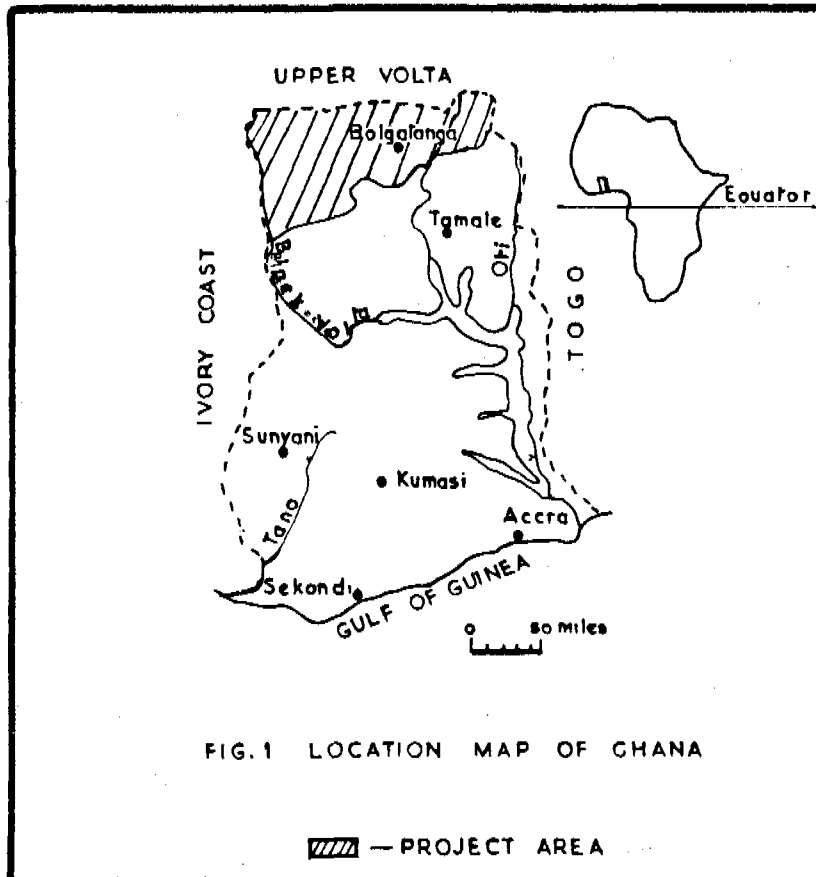 UPPER VOLTA
Bolgatanga
Tamale
Equator
Oti
Black Volta
IVORY COAST
TOGO
Sunyani
Kumasi
Tano
Accra
Sekondi
GULF OF GUINEA
0 50 miles
FIG. 1 LOCATION MAP OF GHANA
— PROJECT AREA